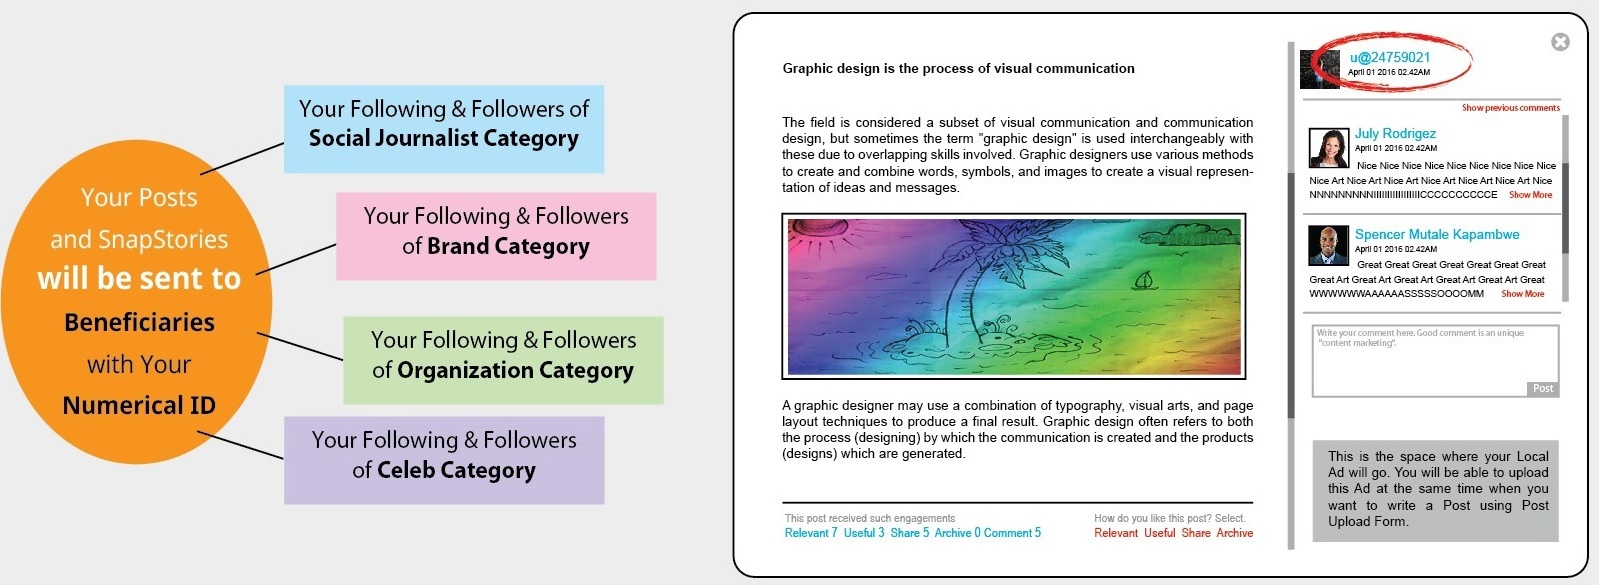 Your Posts
and SnapStories
will be sent to
Beneficiaries
with Your
Numerical ID
Your Following & Followers of
Social Journalist Category
Your Following & Followers
of Brand Category
Your Following & Followers
of Organization Category
Your Following & Followers
of Celeb Category
Graphic design is the process of visual communication
The field is considered a subset of visual communication and communication
design, but sometimes the term "graphic design" is used interchangeably with
these due to overlapping skills involved. Graphic designers use various methods
to create and combine words, symbols, and images to create a visual represen-
tation of ideas and messages.
A graphic designer may use a combination of typography, visual arts, and page
layout techniques to produce a final result. Graphic design often refers to both
the process (designing) by which the communication is created and the products
(designs) which are generated.
This post received such engagements
Relevant 7 Useful 3 Share 5 Archive 0 Comment 5
How do you like this post? Select.
Relevant Useful Share Archive
u@24759021
April 01 2016 02.42AM
Show previous comments
July Rodrigez
April 01 2016 02.42AM
Nice Nice Nice Nice Nice Nice Nice Nice Nice
Nice Art Nice Art Nice Art Nice Art Nice Art Nice
NNNNNNNNNIIIIIIIIIIIIIIIIIICCCCCCCCCCE Show More
Spencer Mutale Kapambwe
April 01 2016 02.42AM
Great Great Great Great Great Great Great
Great Art Great Art Great Art Great Art Great
WWWWWWAAAAAASSSSSOOOOMM Show More
Write your comment here. Good comment is an unique
"content marketing".
Post
This is the space where your Local
Ad will go. You will be able to upload
this Ad at the same time when you
want to write a Post using Post
Upload Form.